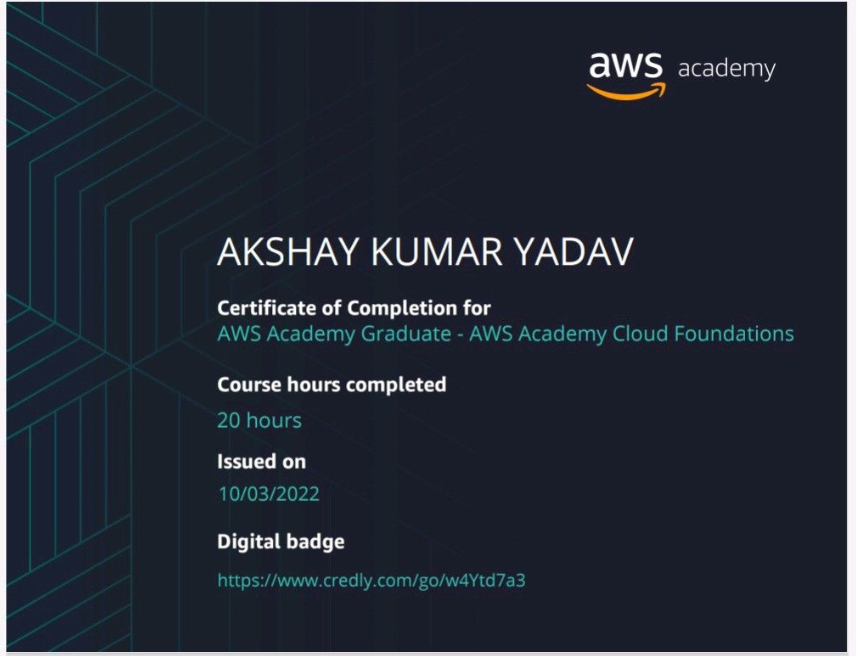 aws academy
AKSHAY KUMAR YADAV
Certificate of Completion for
AWS Academy Graduate - AWS Academy Cloud Foundations
Course hours completed
20 hours
Issued on
10/03/2022
Digital badge
https://www.credly.com/go/w4Ytd7a3